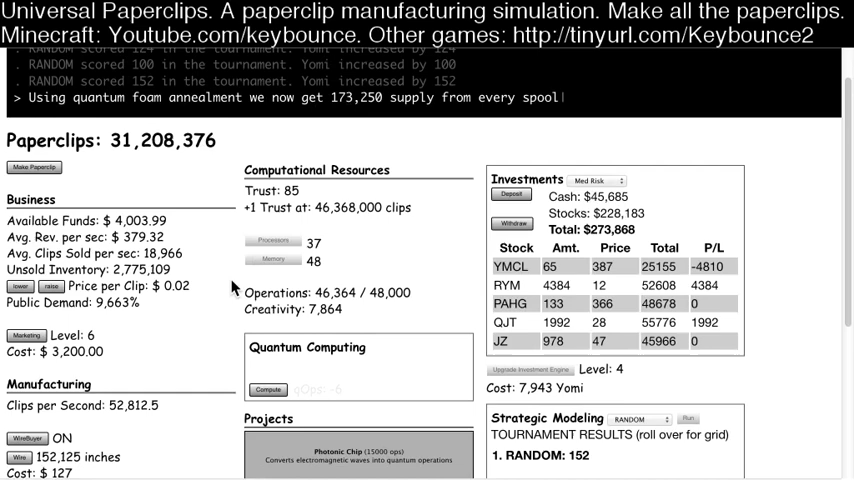 Universal Paperclips. A paperclip manufacturing simulation. Make all the paperclips.
Minecraft: Youtube.com/keybounce. Other games: http://tinyurl.com/Keybounce2
. RANDOM scored 124 in the tournament. Yomi increased by 124
. RANDOM scored 100 in the tournament. Yomi increased by 100
. RANDOM scored 152 in the tournament. Yomi increased by 152
> Using quantum foam annealment we now get 173,250 supply from every spool
Paperclips: 31,208,376
Make Paperclip
Business
Available Funds: $ 4,003.99
Avg. Rev. per sec: $ 379.32
Avg. Clips Sold per sec: 18,966
Unsold Inventory: 2,775,109
lower raise Price per Clip: $ 0.02
Public Demand: 9,663%
Marketing Level: 6
Cost: $ 3,200.00
Manufacturing
Clips per Second: 52,812.5
WireBuyer ON
Wire 152,125 inches
Cost: $ 127
Computational Resources
Trust: 85
+1 Trust at: 46,368,000 clips
Processors 37
Memory 48
Operations: 46,364 / 48,000
Creativity: 7,864
Quantum Computing
Compute qOps: -6
Projects
Photonic Chip (15000 ops)
Converts electromagnetic waves into quantum operations
Investments Med Risk
Deposit Cash: $45,685
Stocks: $228,183
Withdraw Total: $273,868
Stock Amt. Price Total P/L
YMCL 65 387 25155 -4810
RYM 4384 12 52608 4384
PAHG 133 366 48678 0
QJT 1992 28 55776 1992
JZ 978 47 45966 0
Upgrade Investment Engine Level: 4
Cost: 7,943 Yomi
Strategic Modeling RANDOM Run
TOURNAMENT RESULTS (roll over for grid)
1. RANDOM: 152